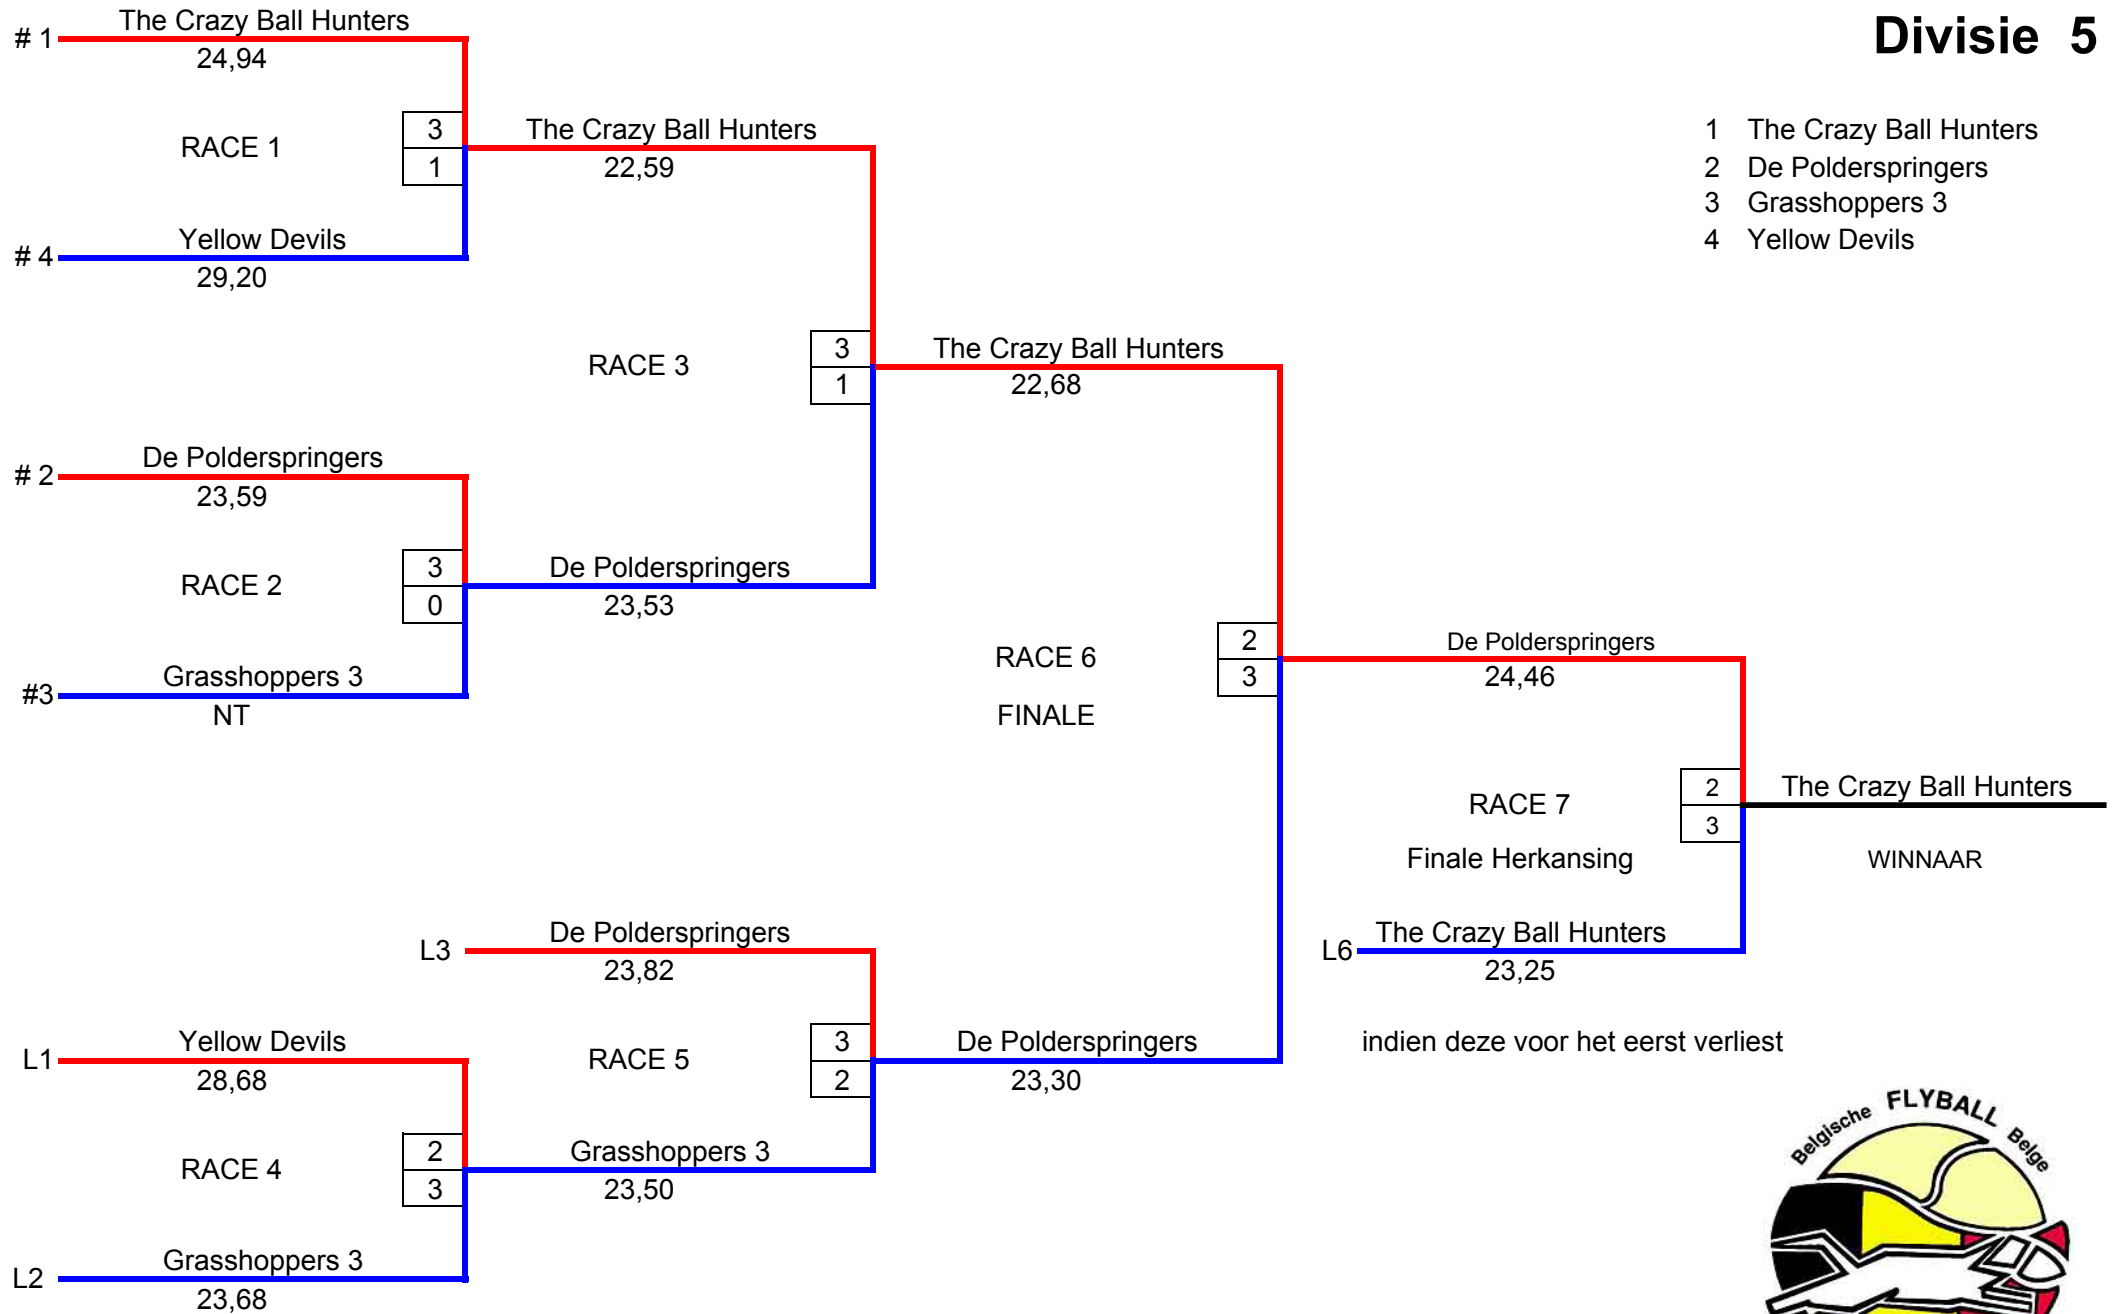 Divisie 5
1 The Crazy Ball Hunters
2 De Polderspringers
3 Grasshoppers 3
4 Yellow Devils
# 1
The Crazy Ball Hunters
24,94
RACE 1
3
1
# 4
Yellow Devils
29,20
The Crazy Ball Hunters
22,59
RACE 3
3
1
# 2
De Polderspringers
23,59
RACE 2
3
0
#3
Grasshoppers 3
NT
De Polderspringers
23,53
The Crazy Ball Hunters
22,68
RACE 6
2
3
FINALE
De Polderspringers
24,46
RACE 7
2
3
Finale Herkansing
The Crazy Ball Hunters
WINNAAR
L6
The Crazy Ball Hunters
23,25
indien deze voor het eerst verliest
L3
De Polderspringers
23,82
RACE 5
3
2
De Polderspringers
23,30
L1
Yellow Devils
28,68
RACE 4
2
3
Grasshoppers 3
23,50
L2
Grasshoppers 3
23,68
Belgische FLYBALL Belge